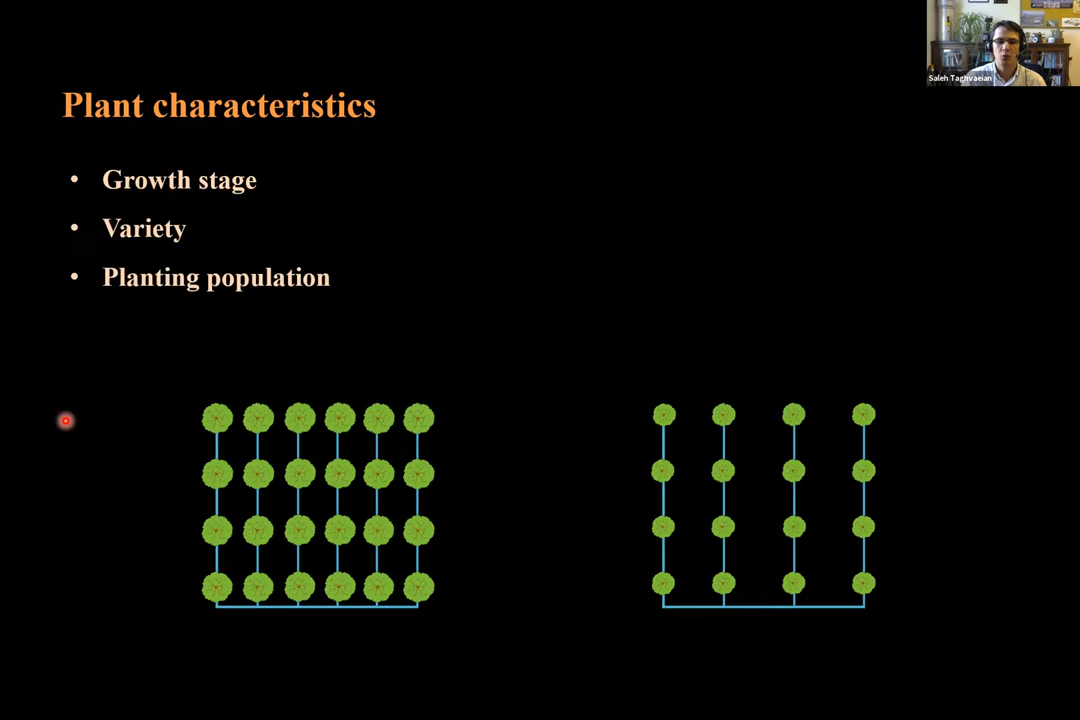 Saleh Taghvaeian
Plant characteristics
• Growth stage
• Variety
• Planting population